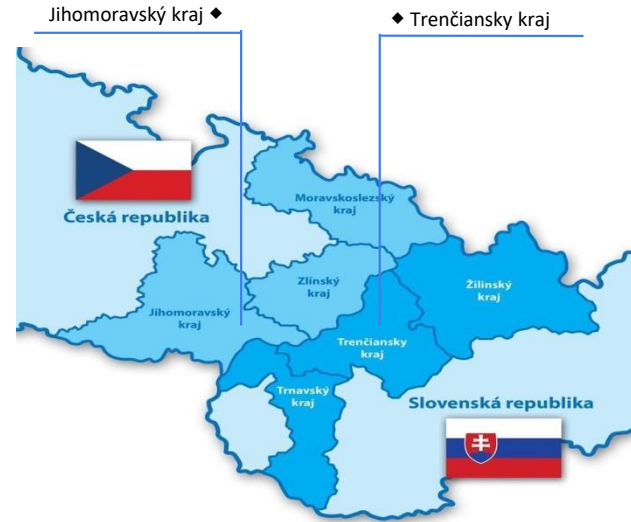 Jihomoravský kraj ◆
◆ Trenčiansky kraj
Moravskoslezský
kraj
Česká republika
Zlínský
kraj
Žilinský
kraj
Jihomoravský
kraj
Trenčiansky
kraj
Trnavský
kraj
Slovenská republika